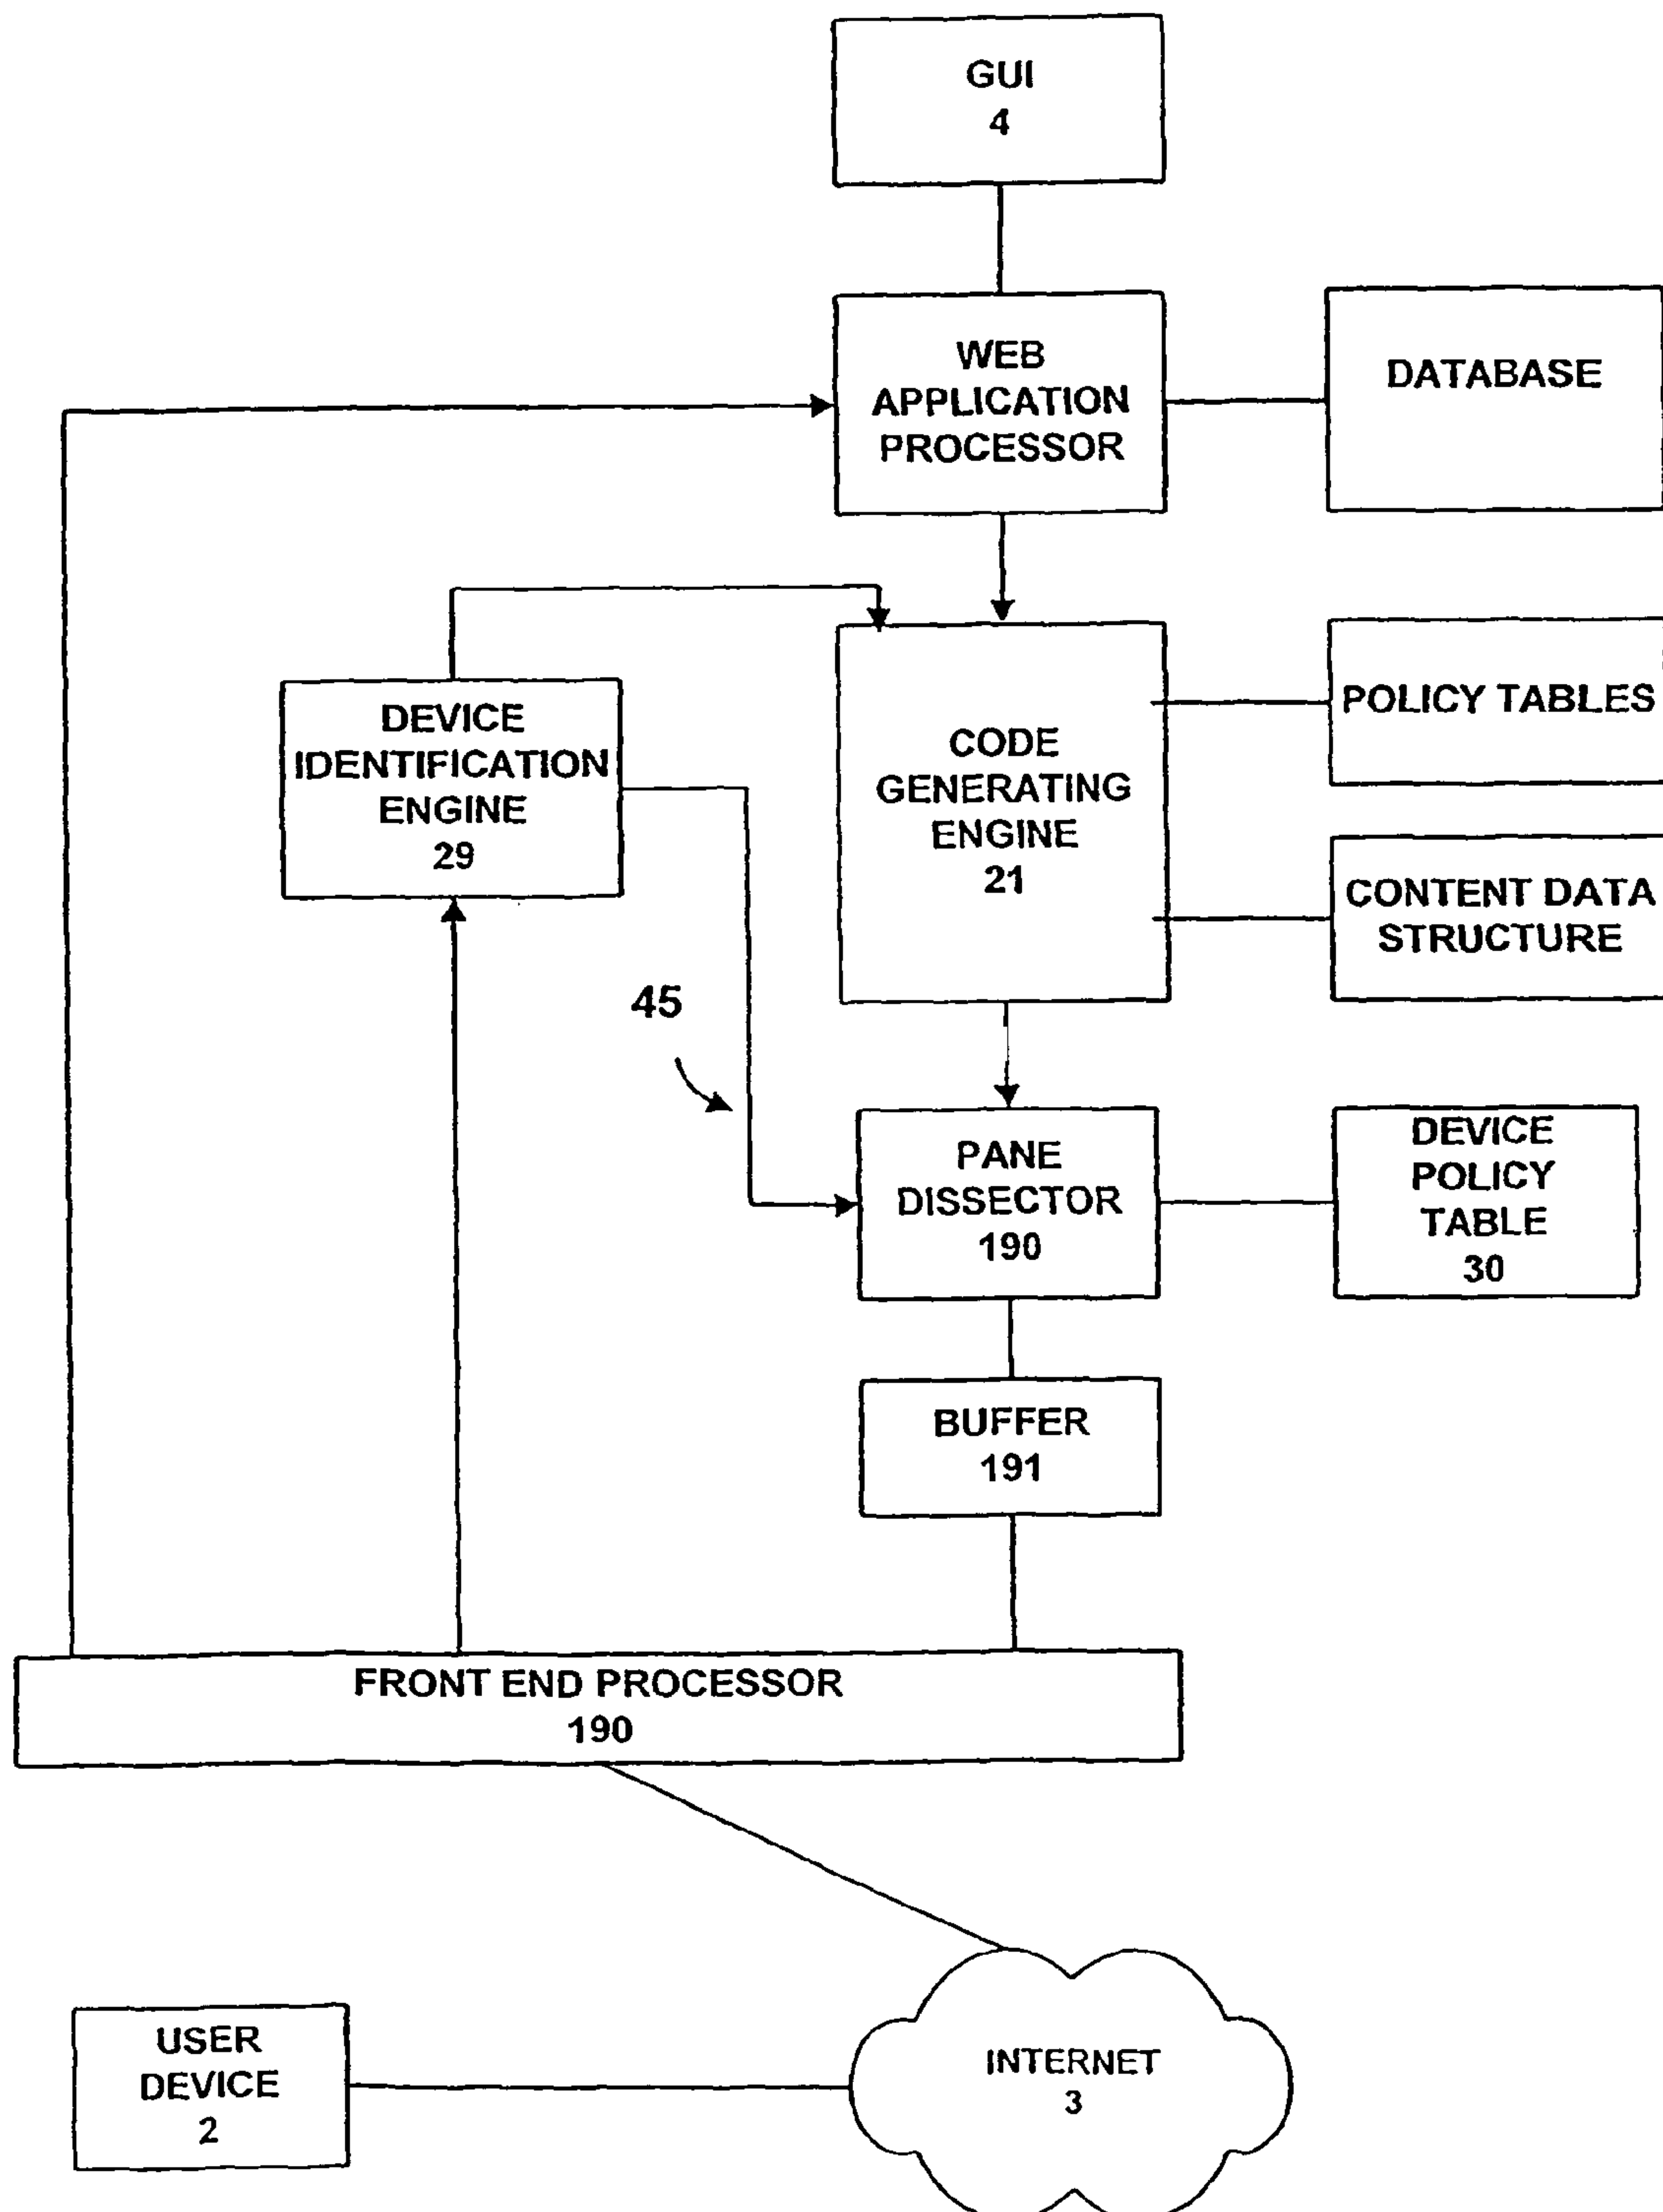 GUI
4
WEB
APPLICATION
PROCESSOR
DATABASE
DEVICE
IDENTIFICATION
ENGINE
29
CODE
GENERATING
ENGINE
21
POLICY TABLES
CONTENT DATA
STRUCTURE
45
PANE
DISSECTOR
190
DEVICE
POLICY
TABLE
30
BUFFER
191
FRONT END PROCESSOR
190
USER
DEVICE
2
INTERNET
3